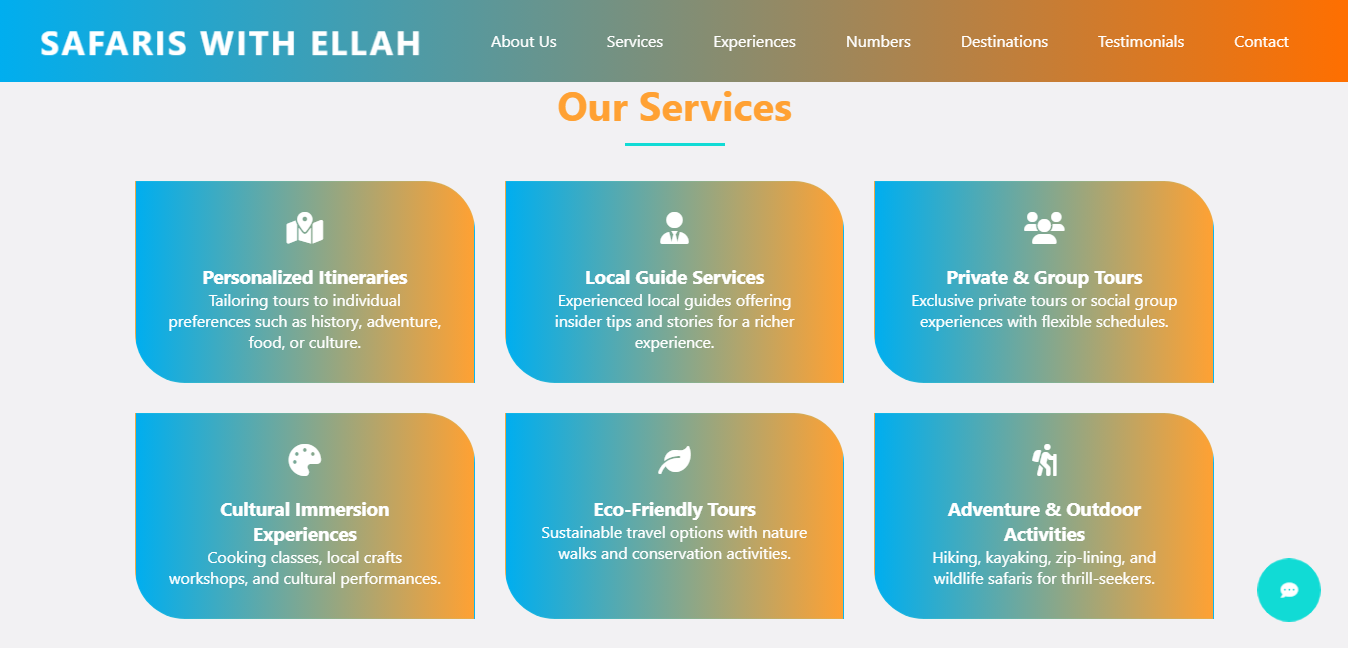 SAFARIS WITH ELLAH
About Us
Services
Experiences
Numbers
Destinations
Testimonials
Contact
Our Services
Personalized Itineraries
Tailoring tours to individual
preferences such as history, adventure,
food, or culture.
Local Guide Services
Experienced local guides offering
insider tips and stories for a richer
experience.
Private & Group Tours
Exclusive private tours or social group
experiences with flexible schedules.
Cultural Immersion
Experiences
Cooking classes, local crafts
workshops, and cultural performances.
Eco-Friendly Tours
Sustainable travel options with nature
walks and conservation activities.
Adventure & Outdoor
Activities
Hiking, kayaking, zip-lining, and
wildlife safaris for thrill-seekers.